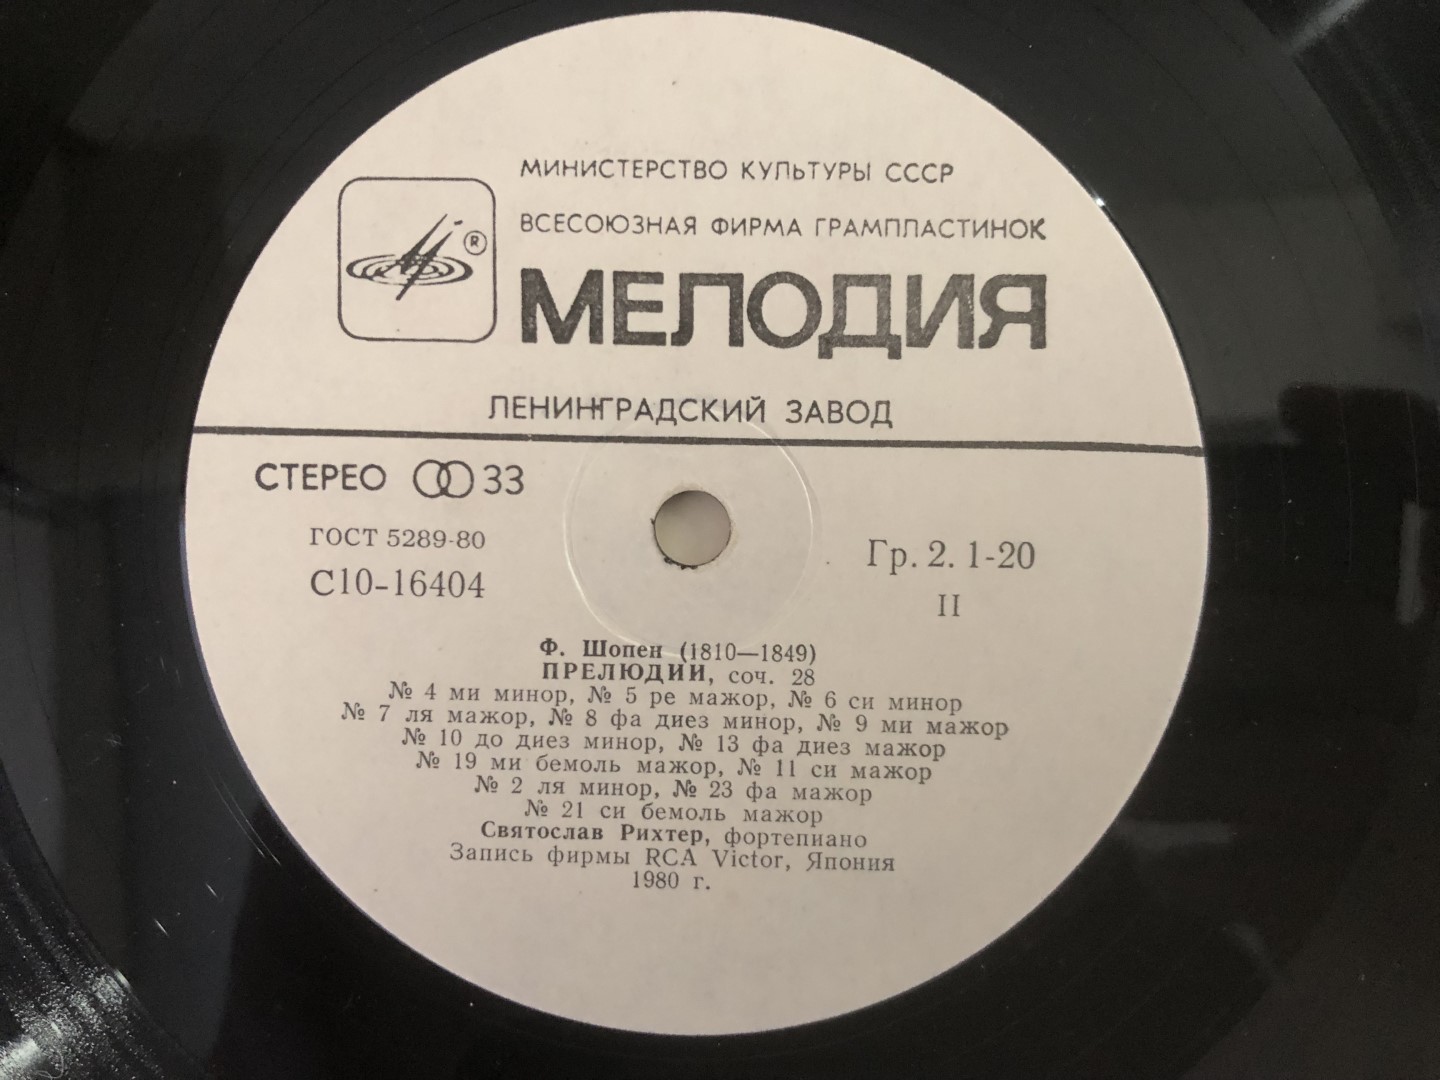 МИНИСТЕРСТВО КУЛЬТУРЫ СССР
ВСЕСОЮЗНАЯ ФИРМА ГРАМПЛАСТИНОК
®
МЕЛОДИЯ
ЛЕНИНГРАДСКИЙ ЗАВОД
СТЕРЕО 33
ГОСТ 5289-80
С10-16404
Гр. 2. 1-20
II
Ф. Шопен (1810—1849)
ПРЕЛЮДИИ, соч. 28
№ 4 ми минор, № 5 ре мажор, № 6 си минор
№ 7 ля мажор, № 8 фа диез минор, № 9 ми мажор
№ 10 до диез минор, № 13 фа диез мажор
№ 19 ми бемоль мажор, № 11 си мажор
№ 2 ля минор, № 23 фа мажор
№ 21 си бемоль мажор
Святослав Рихтер, фортепиано
Запись фирмы RCA Victor, Япония
1980 г.